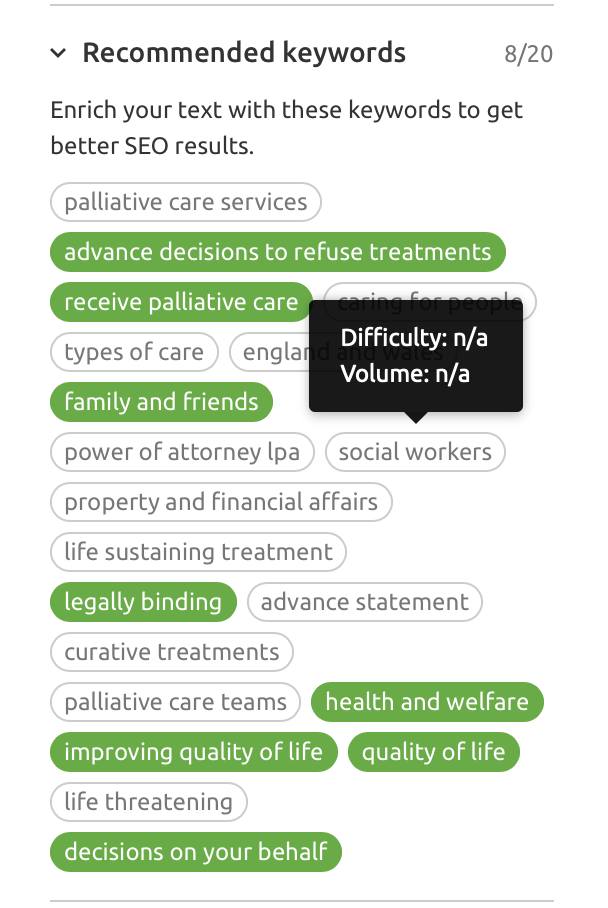 Recommended keywords 8/20
Enrich your text with these keywords to get
better SEO results.
palliative care services
advance decisions to refuse treatments
receive palliative care caring for people
types of care england and wales
Difficulty: n/a
Volume: n/a
family and friends
power of attorney lpa social workers
property and financial affairs
life sustaining treatment
legally binding advance statement
curative treatments
palliative care teams health and welfare
improving quality of life quality of life
life threatening
decisions on your behalf